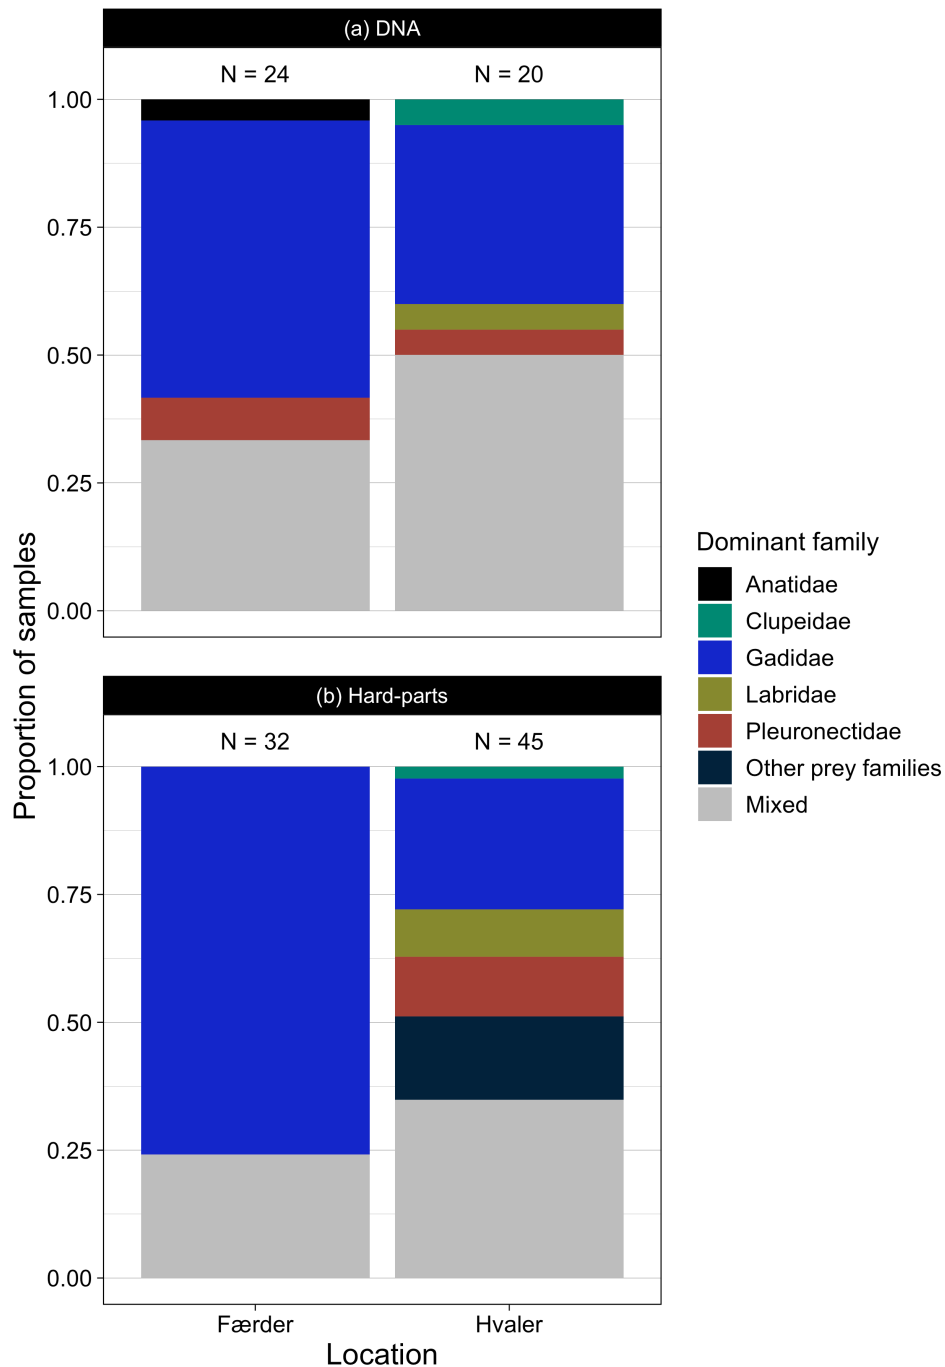 (a) DNA
N = 24
N = 20
1.00
0.75
0.50
0.25
0.00
(b) Hard-parts
N = 32
N = 45
1.00
0.75
0.50
0.25
0.00
Færder
Hvaler
Location
Proportion of samples
Dominant family
Anatidae
Clupeidae
Gadidae
Labridae
Pleuronectidae
Other prey families
Mixed